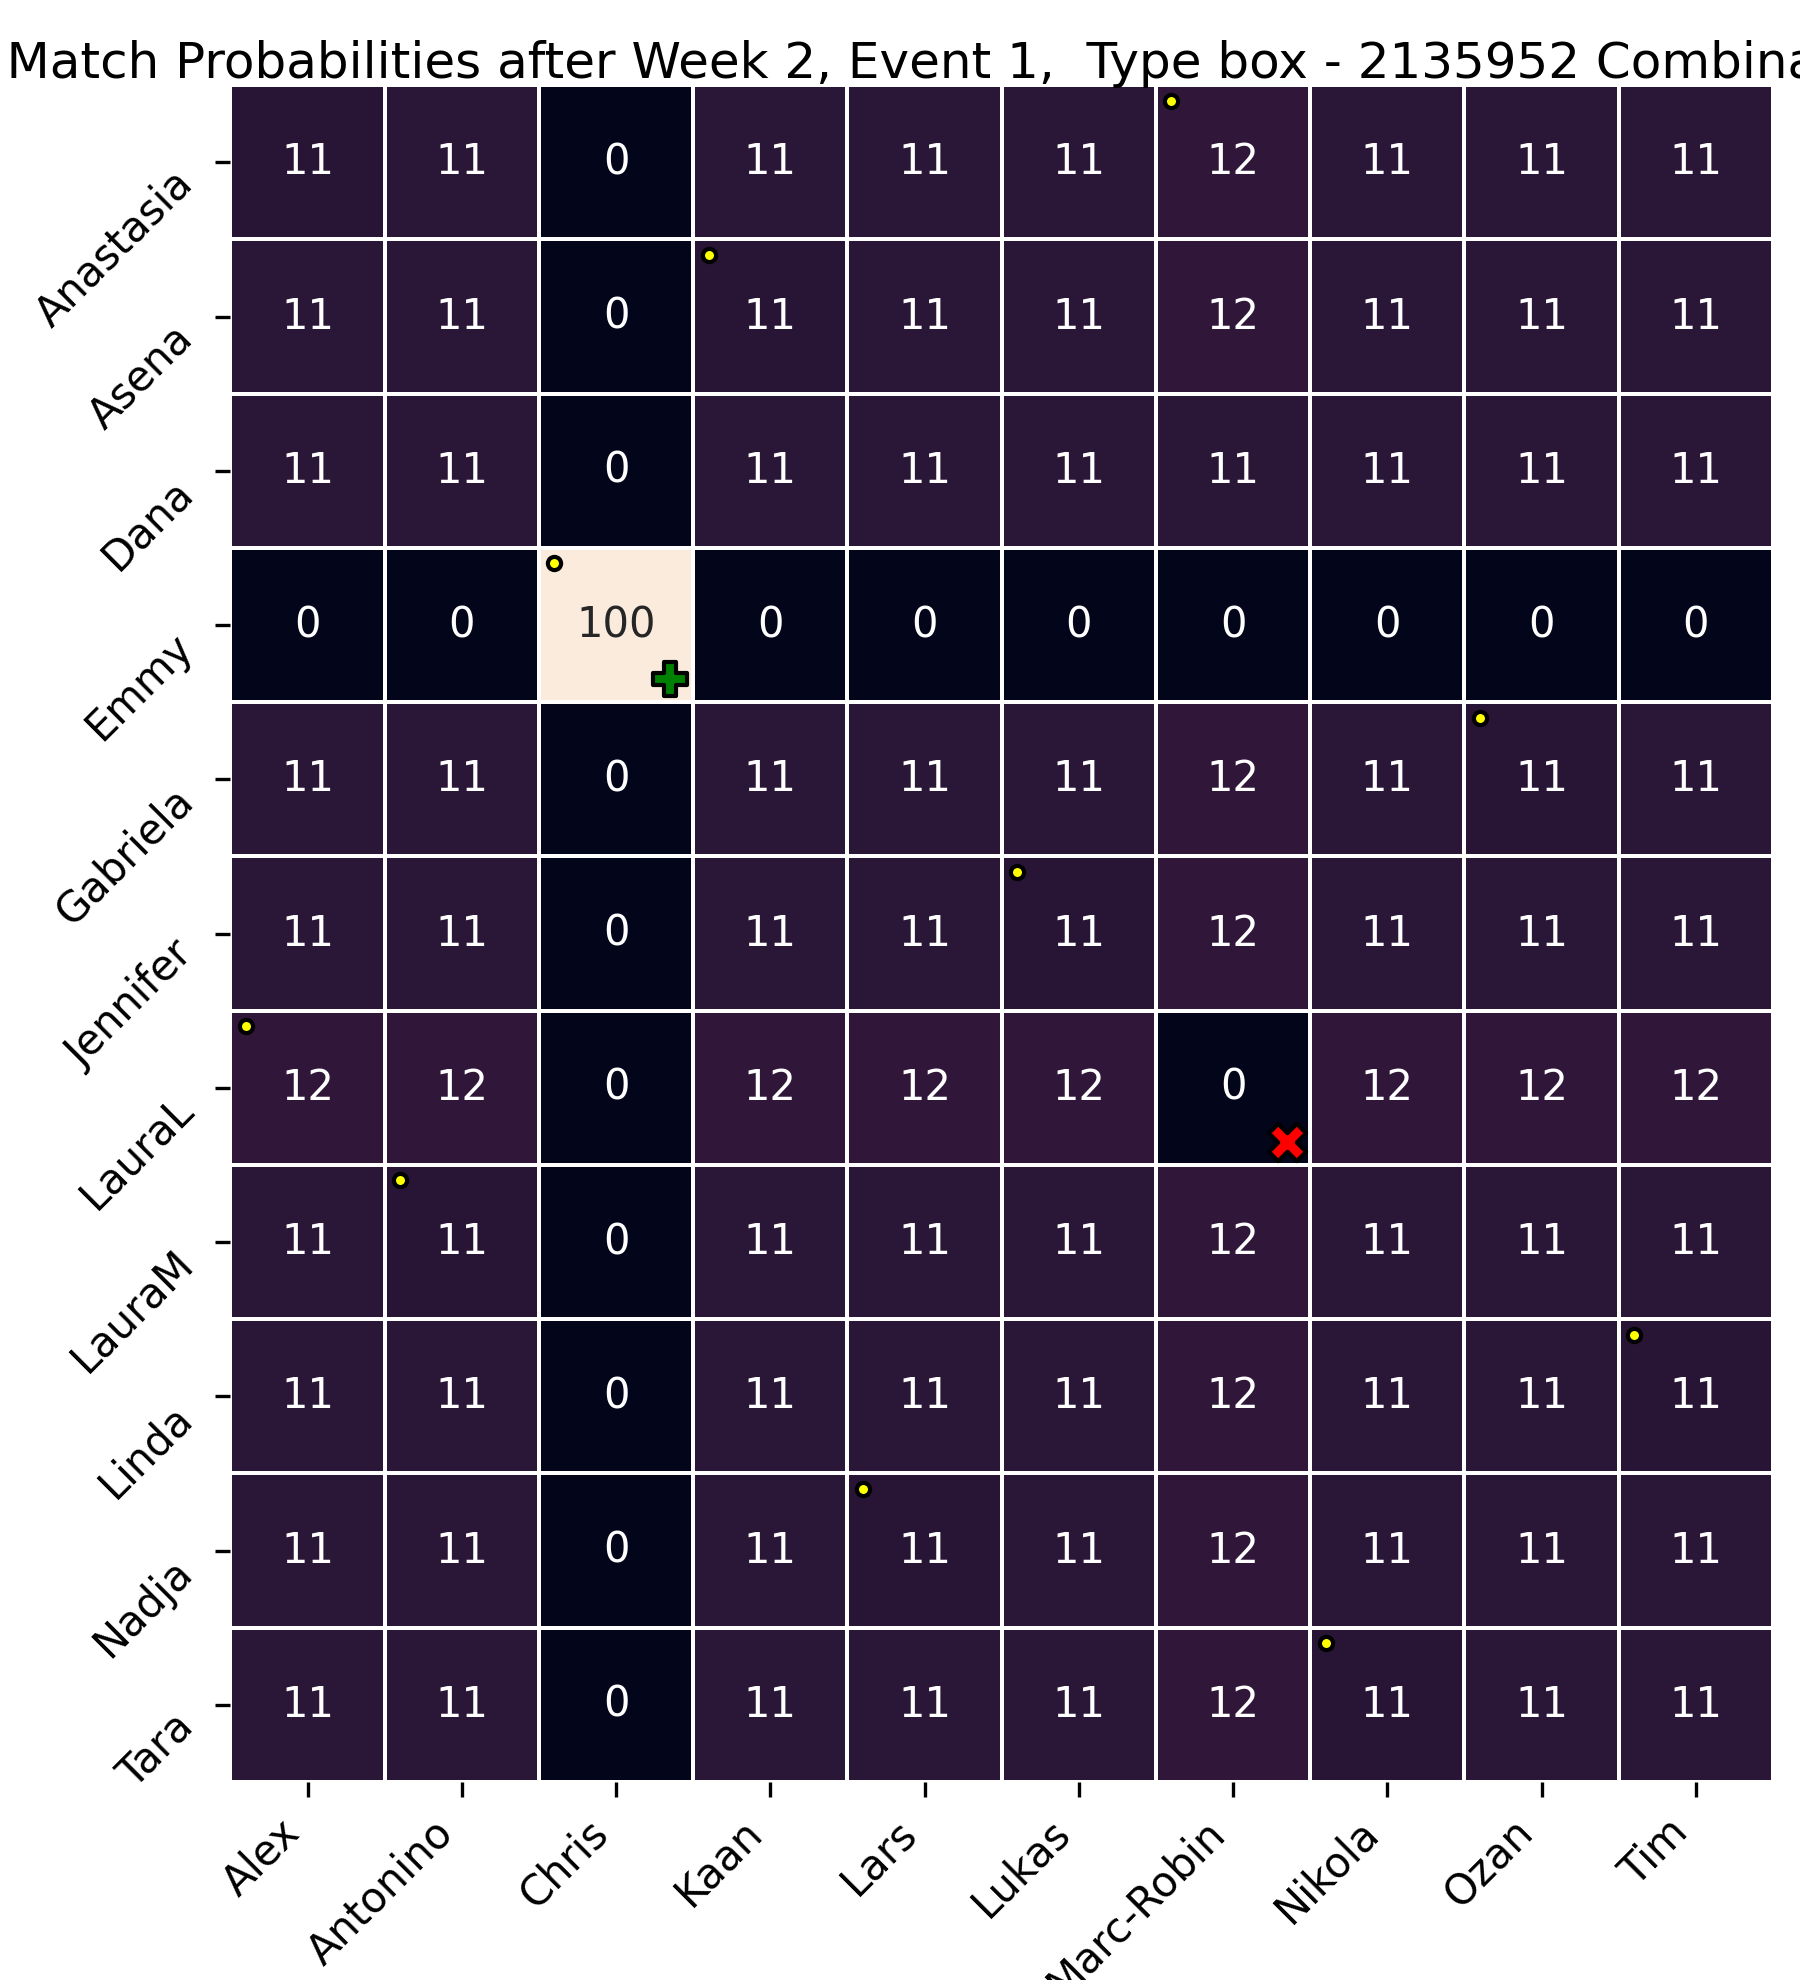 Match Probabilities after Week 2, Event 1, Type box - 2135952 Combina
Anastasia 11 11 0 11 11 11 12 11 11 11
Asena 11 11 0 11 11 11 12 11 11 11
Dana 11 11 0 11 11 11 11 11 11 11
Emmy 0 0 100 0 0 0 0 0 0 0
Gabriela 11 11 0 11 11 11 12 11 11 11
Jennifer 11 11 0 11 11 11 12 11 11 11
LauraL 12 12 0 12 12 12 0 12 12 12
LauraM 11 11 0 11 11 11 12 11 11 11
Linda 11 11 0 11 11 11 12 11 11 11
Nadja 11 11 0 11 11 11 12 11 11 11
Tara 11 11 0 11 11 11 12 11 11 11
Alex Antonino Chris Kaan Lars Lukas Marc-Robin Nikola Ozan Tim